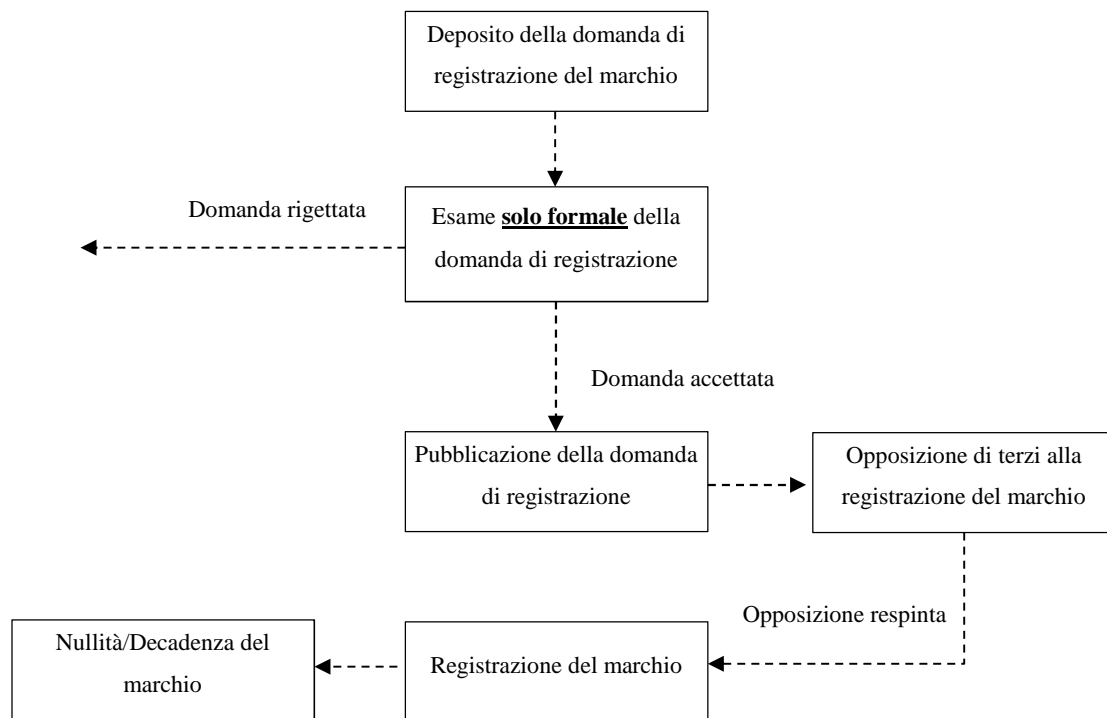 Deposito della domanda di
registrazione del marchio
Domanda rigettata
Esame solo formale della
domanda di registrazione
Domanda accettata
Pubblicazione della domanda
di registrazione
Opposizione di terzi alla
registrazione del marchio
Opposizione respinta
Nullità/Decadenza del
marchio
Registrazione del marchio